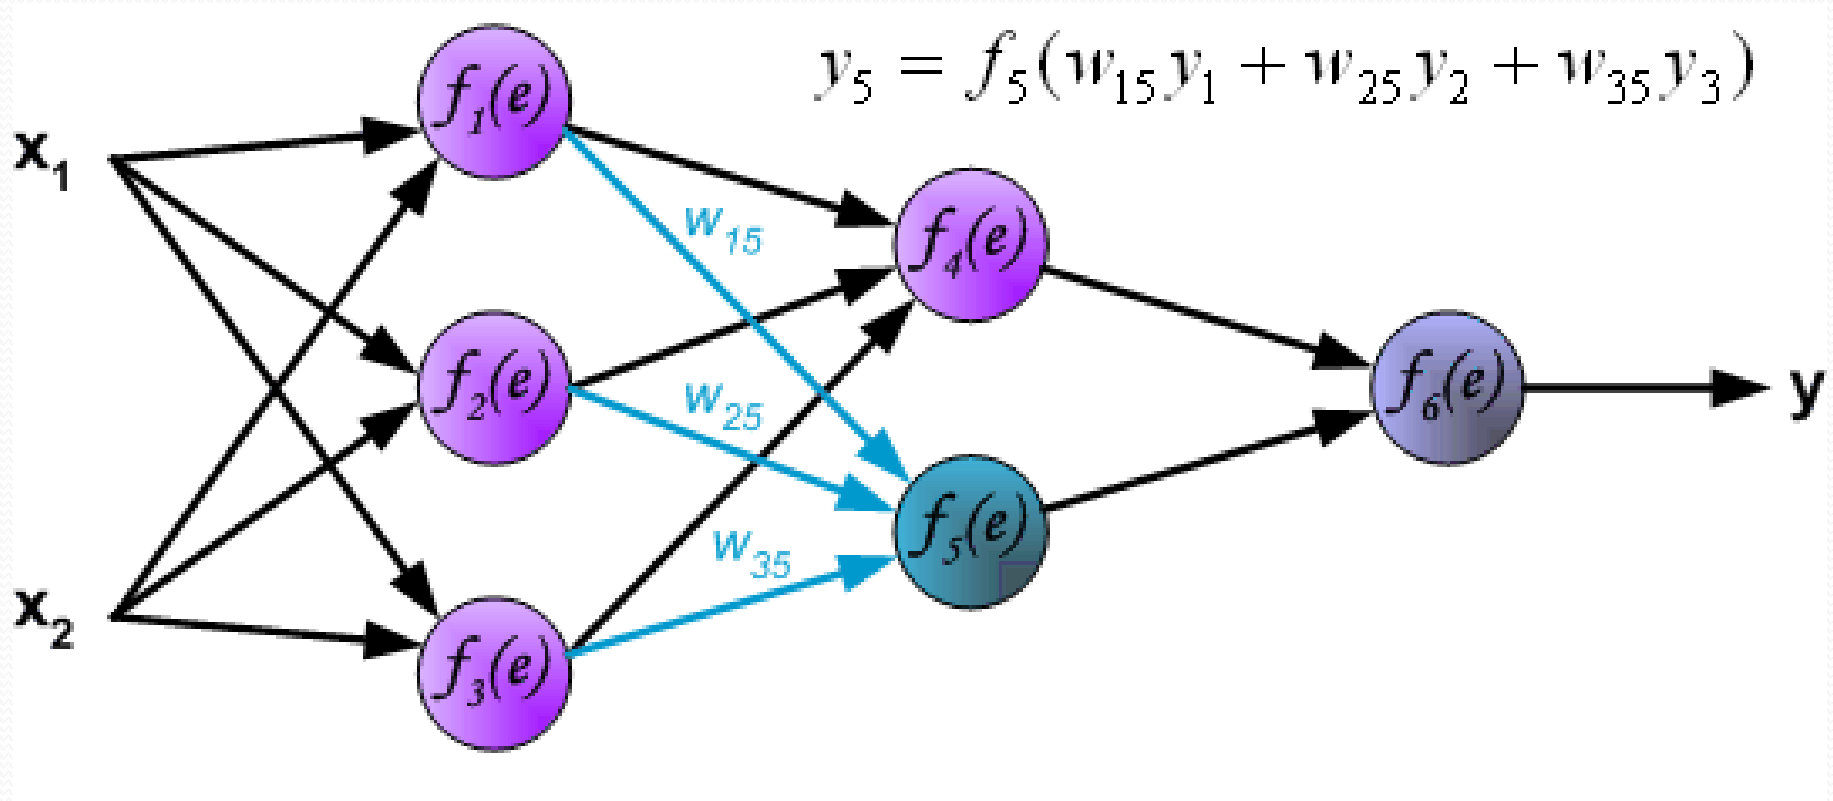 y₅ = f₅(w₁₅y₁ + w₂₅y₂ + w₃₅y₃)
f₁(e)
x₁
w₁₅
f₄(e)
f₂(e)
w₂₅
f₆(e)
y
f₅(e)
w₃₅
x₂
f₃(e)